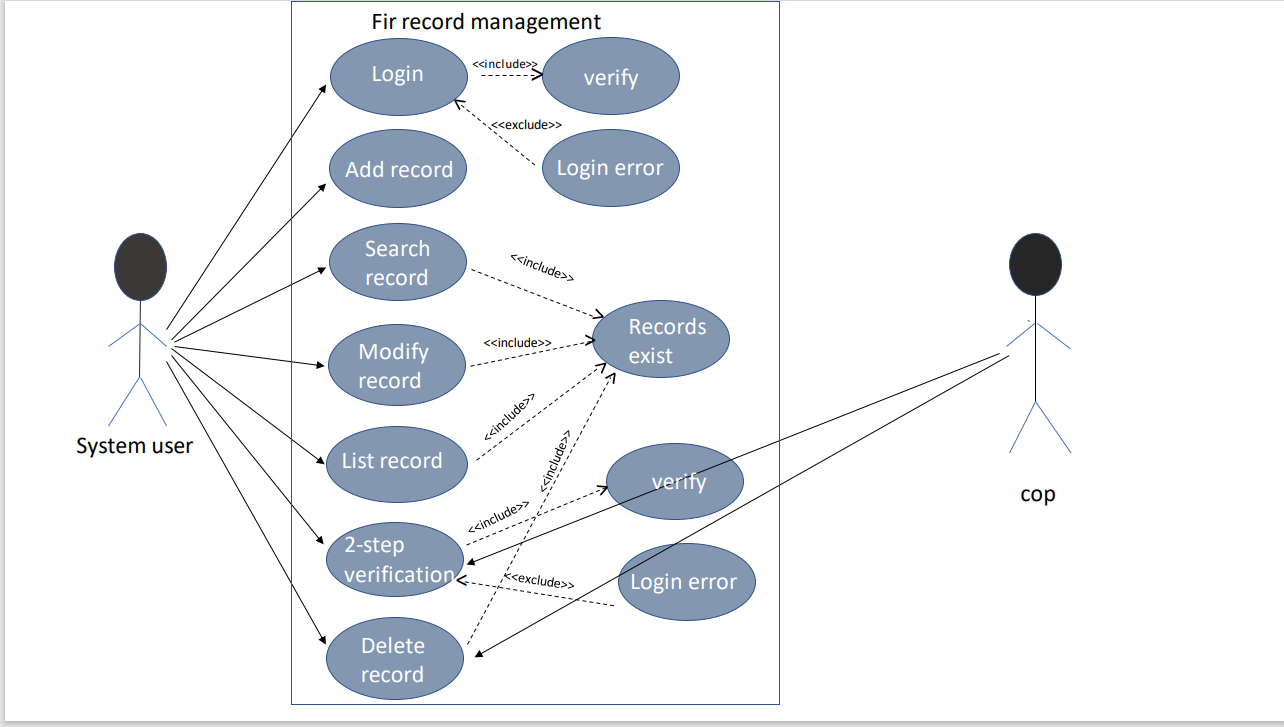 Fir record management
Login
<<include>>
verify
<<exclude>>
Add record
Login error
Search
record
<<include>>
Records
exist
Modify
record
<<include>>
System user
List record
<<include>>
<<include>>
verify
cop
<<include>>
2-step
verification
<<exclude>>
Login error
Delete
record